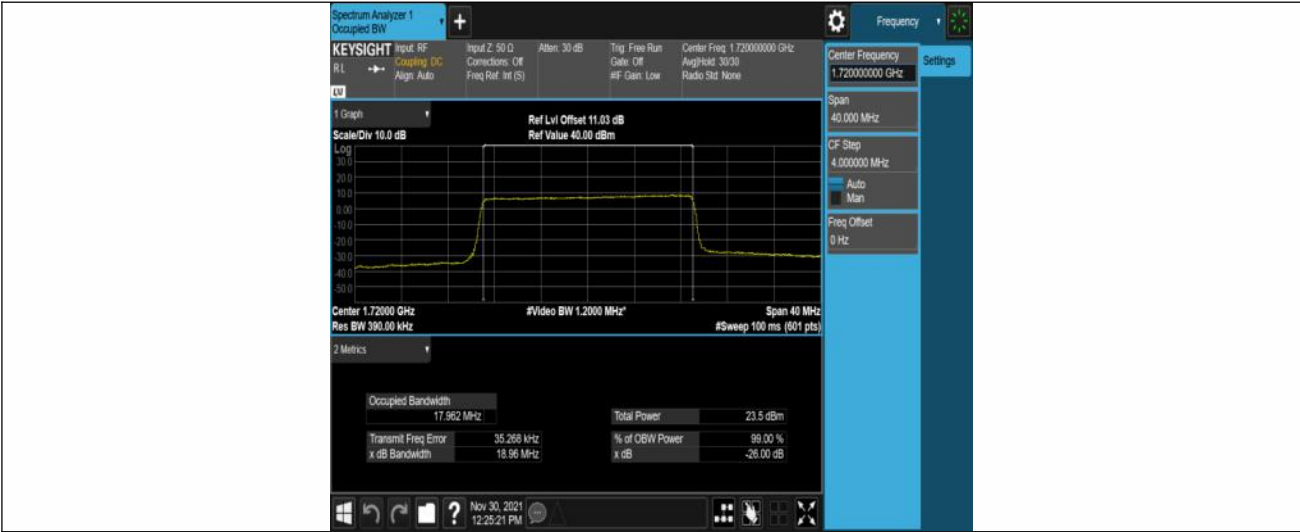 Spectrum Analyzer 1
Occupied BW
+
Frequency
KEYSIGHT
Input: RF
Coupling: DC
Align: Auto
RL
LXI
Input Z: 50 Ω
Corrections: Off
Freq Ref: Int (S)
Atten: 30 dB
Trig: Free Run
Gate: Off
#IF Gain: Low
Center Freq: 1.720000000 GHz
Avg|Hold: 30/30
Radio Std: None
Center Frequency
1.720000000 GHz
Settings
Span
40.000 MHz
CF Step
4.000000 MHz
Auto
Man
Freq Offset
0 Hz
1 Graph
Scale/Div 10.0 dB
Ref Lvl Offset 11.03 dB
Ref Value 40.00 dBm
Log
30.0
20.0
10.0
0.00
-10.0
-20.0
-30.0
-40.0
-50.0
Center 1.72000 GHz
Res BW 390.00 kHz
#Video BW 1.2000 MHz*
Span 40 MHz
#Sweep 100 ms (601 pts)
2 Metrics
Occupied Bandwidth
17.962 MHz
Total Power 23.5 dBm
Transmit Freq Error 35.268 kHz
% of OBW Power 99.00 %
x dB Bandwidth 18.96 MHz
x dB -26.00 dB
?
Nov 30, 2021
12:25:21 PM